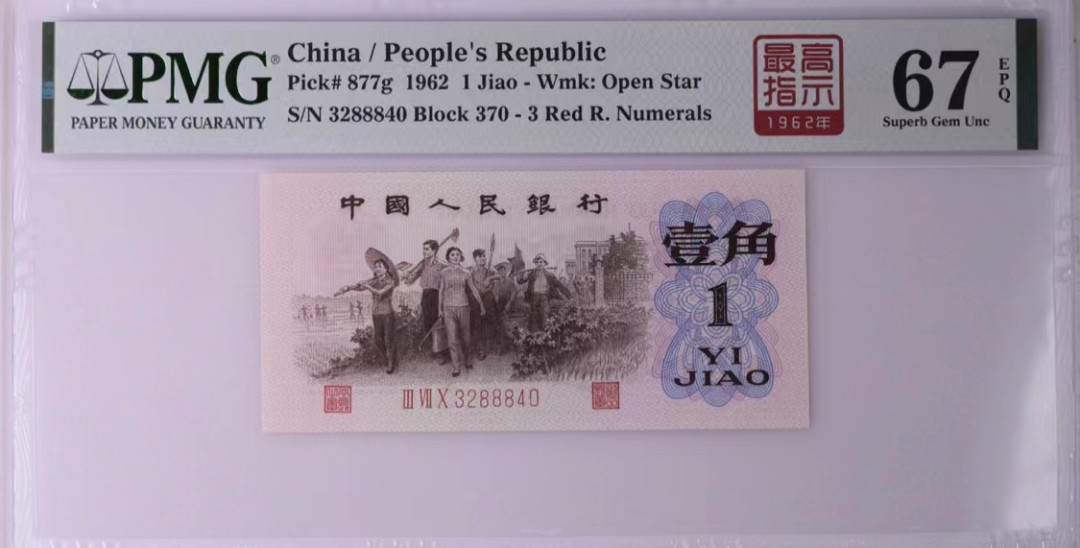 PMG®
PAPER MONEY GUARANTY
China / People's Republic
Pick# 877g 1962 1 Jiao - Wmk: Open Star
S/N 3288840 Block 370 - 3 Red R. Numerals
最高
指示
1962年
67
EPQ
Superb Gem Unc
中國人民銀行
壹角
1
YI
JIAO
III VII X 3288840